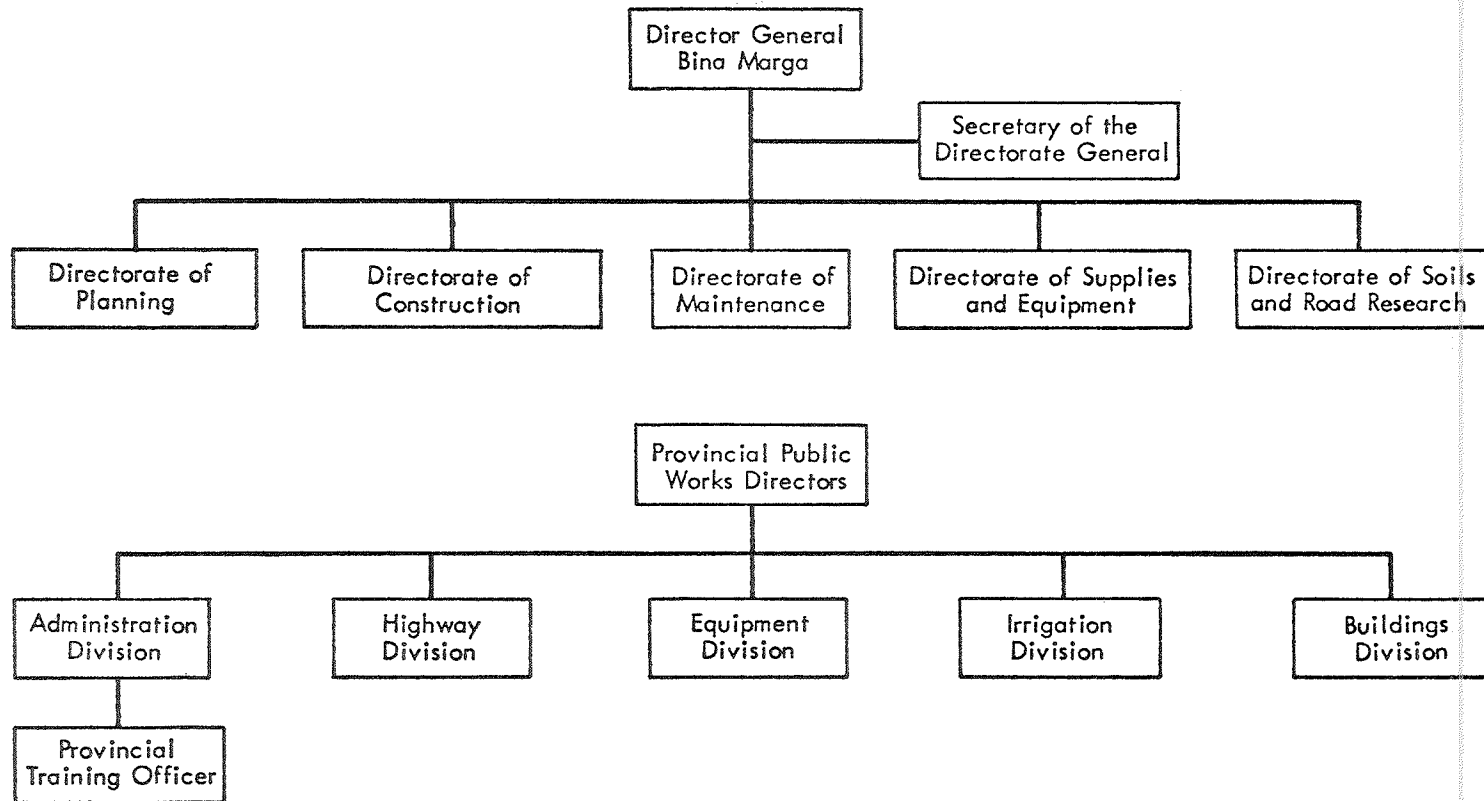 Director General
Bina Marga
Secretary of the
Directorate General
Directorate of
Planning
Directorate of
Construction
Directorate of
Maintenance
Directorate of Supplies
and Equipment
Directorate of Soils
and Road Research
Provincial Public
Works Directors
Administration
Division
Highway
Division
Equipment
Division
Irrigation
Division
Buildings
Division
Provincial
Training Officer